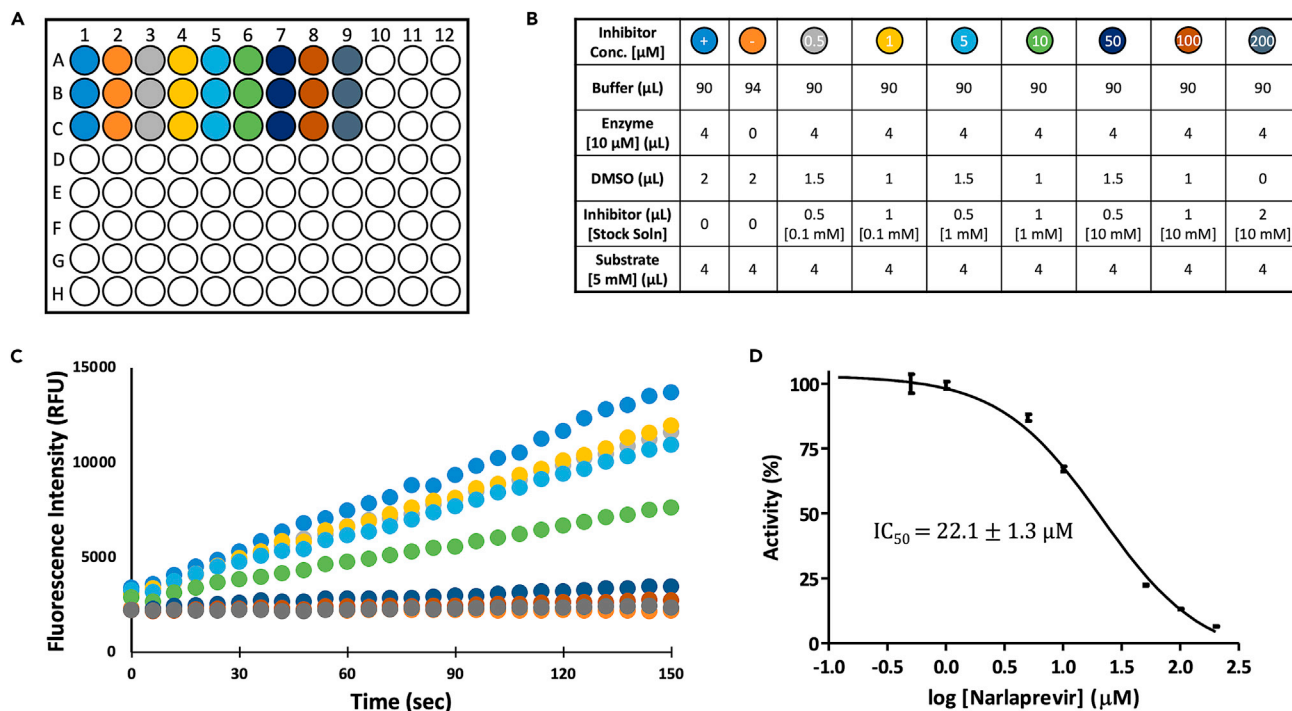 A
1 2 3 4 5 6 7 8 9 10 11 12
A
B
C
D
E
F
G
H
B
Inhibitor Conc. [µM] + - 0.5 1 5 10 50 100 200
Buffer (µL) 90 94 90 90 90 90 90 90 90
Enzyme [10 µM] (µL) 4 0 4 4 4 4 4 4 4
DMSO (µL) 2 2 1.5 1 1.5 1 1.5 1 0
Inhibitor (µL) 0 0 0.5 1 0.5 1 0.5 1 2
[Stock Soln] [0.1 mM] [0.1 mM] [1 mM] [1 mM] [10 mM] [10 mM] [10 mM]
Substrate [5 mM] (µL) 4 4 4 4 4 4 4 4 4
C
Fluorescence Intensity (RFU)
15000
10000
5000
0
0 30 60 90 120 150
Time (sec)
D
Activity (%)
100
75
50
25
0
IC50 = 22.1 ± 1.3 µM
-1.0 -0.5 0.0 0.5 1.0 1.5 2.0 2.5
log [Narlaprevir] (µM)